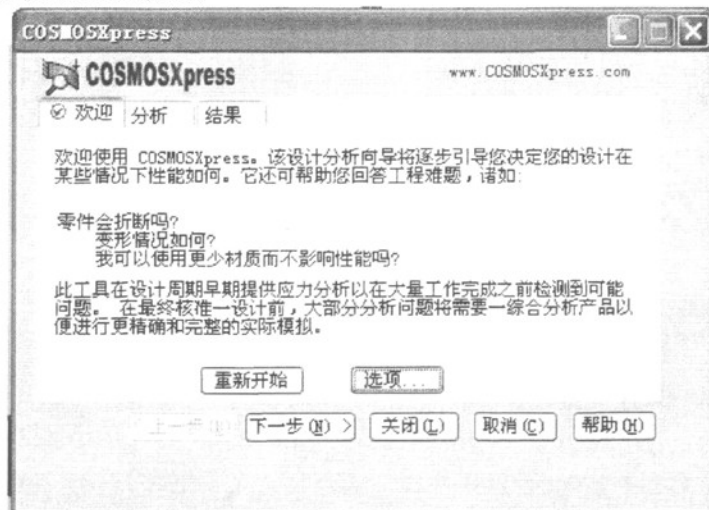 COSMOSXpress
COSMOSXpress www.COSMOSXpress.com
欢迎 分析 结果
欢迎使用 COSMOSXpress。该设计分析向导将逐步引导您决定您的设计在
某些情况下性能如何。它还可帮助您回答工程难题，诸如:
零件会折断吗?
变形情况如何?
我可以使用更少材质而不影响性能吗?
此工具在设计周期早期提供应力分析以在大量工作完成之前检测到可能
问题。 在最终核准一设计前，大部分分析问题将需要一综合分析产品以
便进行更精确和完整的实际模拟。
重新开始 选项...
上一步 下一步(N) > 关闭(L) 取消(C) 帮助(H)